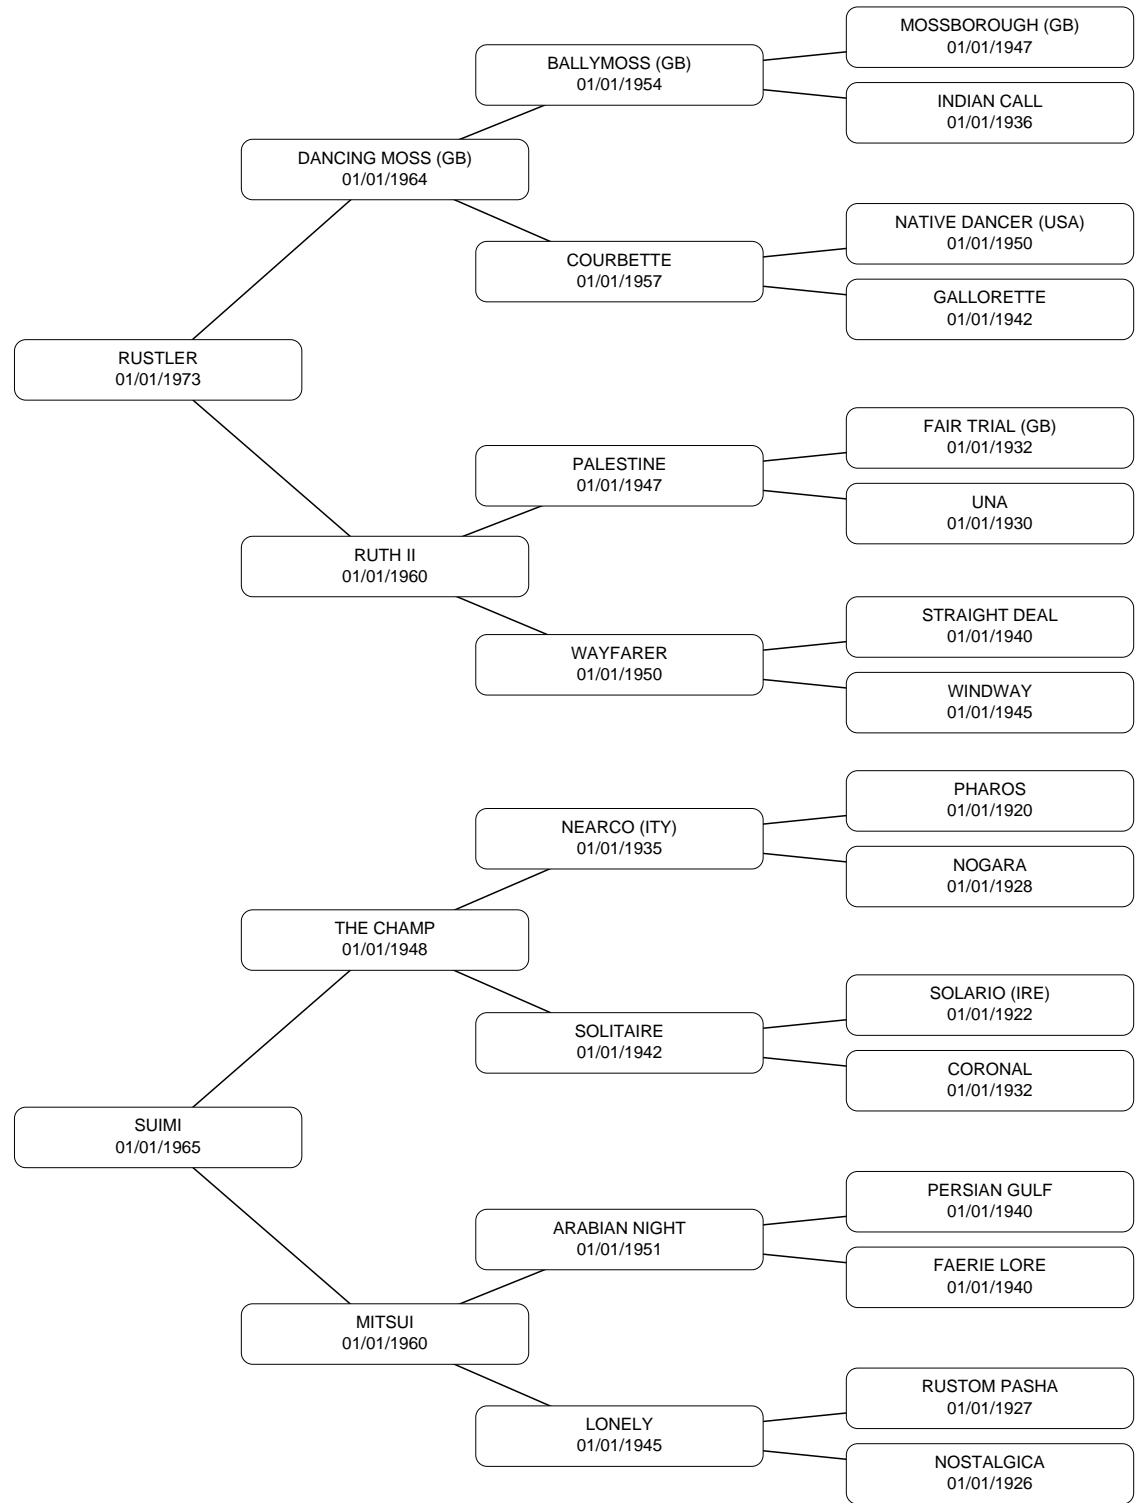 MOSSBOROUGH (GB)
01/01/1947
BALLYMOSS (GB)
01/01/1954
INDIAN CALL
01/01/1936
DANCING MOSS (GB)
01/01/1964
NATIVE DANCER (USA)
01/01/1950
COURBETTE
01/01/1957
GALLORETTE
01/01/1942
RUSTLER
01/01/1973
FAIR TRIAL (GB)
01/01/1932
PALESTINE
01/01/1947
UNA
01/01/1930
RUTH II
01/01/1960
STRAIGHT DEAL
01/01/1940
WAYFARER
01/01/1950
WINDWAY
01/01/1945
PHAROS
01/01/1920
NEARCO (ITY)
01/01/1935
NOGARA
01/01/1928
THE CHAMP
01/01/1948
SOLARIO (IRE)
01/01/1922
SOLITAIRE
01/01/1942
CORONAL
01/01/1932
SUIMI
01/01/1965
PERSIAN GULF
01/01/1940
ARABIAN NIGHT
01/01/1951
FAERIE LORE
01/01/1940
MITSUI
01/01/1960
RUSTOM PASHA
01/01/1927
LONELY
01/01/1945
NOSTALGICA
01/01/1926